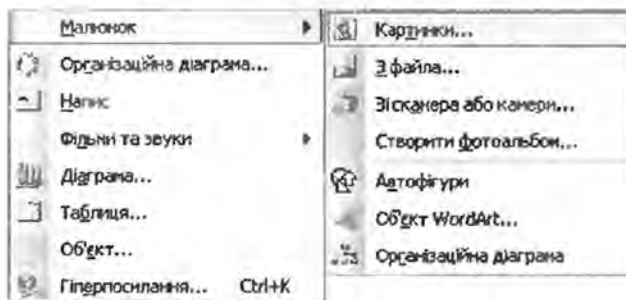 Малюнок
Організаційна діаграма...
Напис
Фільми та звуки
Діаграма...
Таблиця...
Об'єкт...
Гіперпосилання... Ctrl+K
Картинки...
З файла...
Зі сканера або камери...
Створити фотоальбом...
Автофігури
Об'єкт WordArt...
Організаційна діаграма